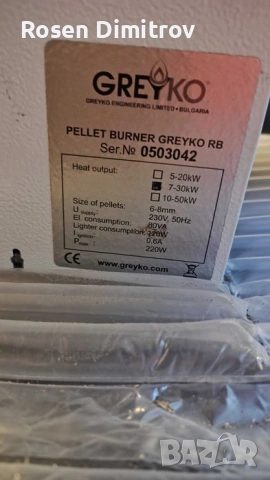 Rosen Dimitrov
GREYKO
GREYKO ENGINEERING LIMITED • BULGARIA
PELLET BURNER GREYKO RB
Ser.№ 0503042
Heat output:
5-20kW
7-30kW
10-50kW
Size of pellets: 6-8mm
U supply: 230V, 50Hz
El. consumption: 80VA
Lighter consumption:
I 0.6A
P max : 220W
CE www.greyko.com
BAZAR